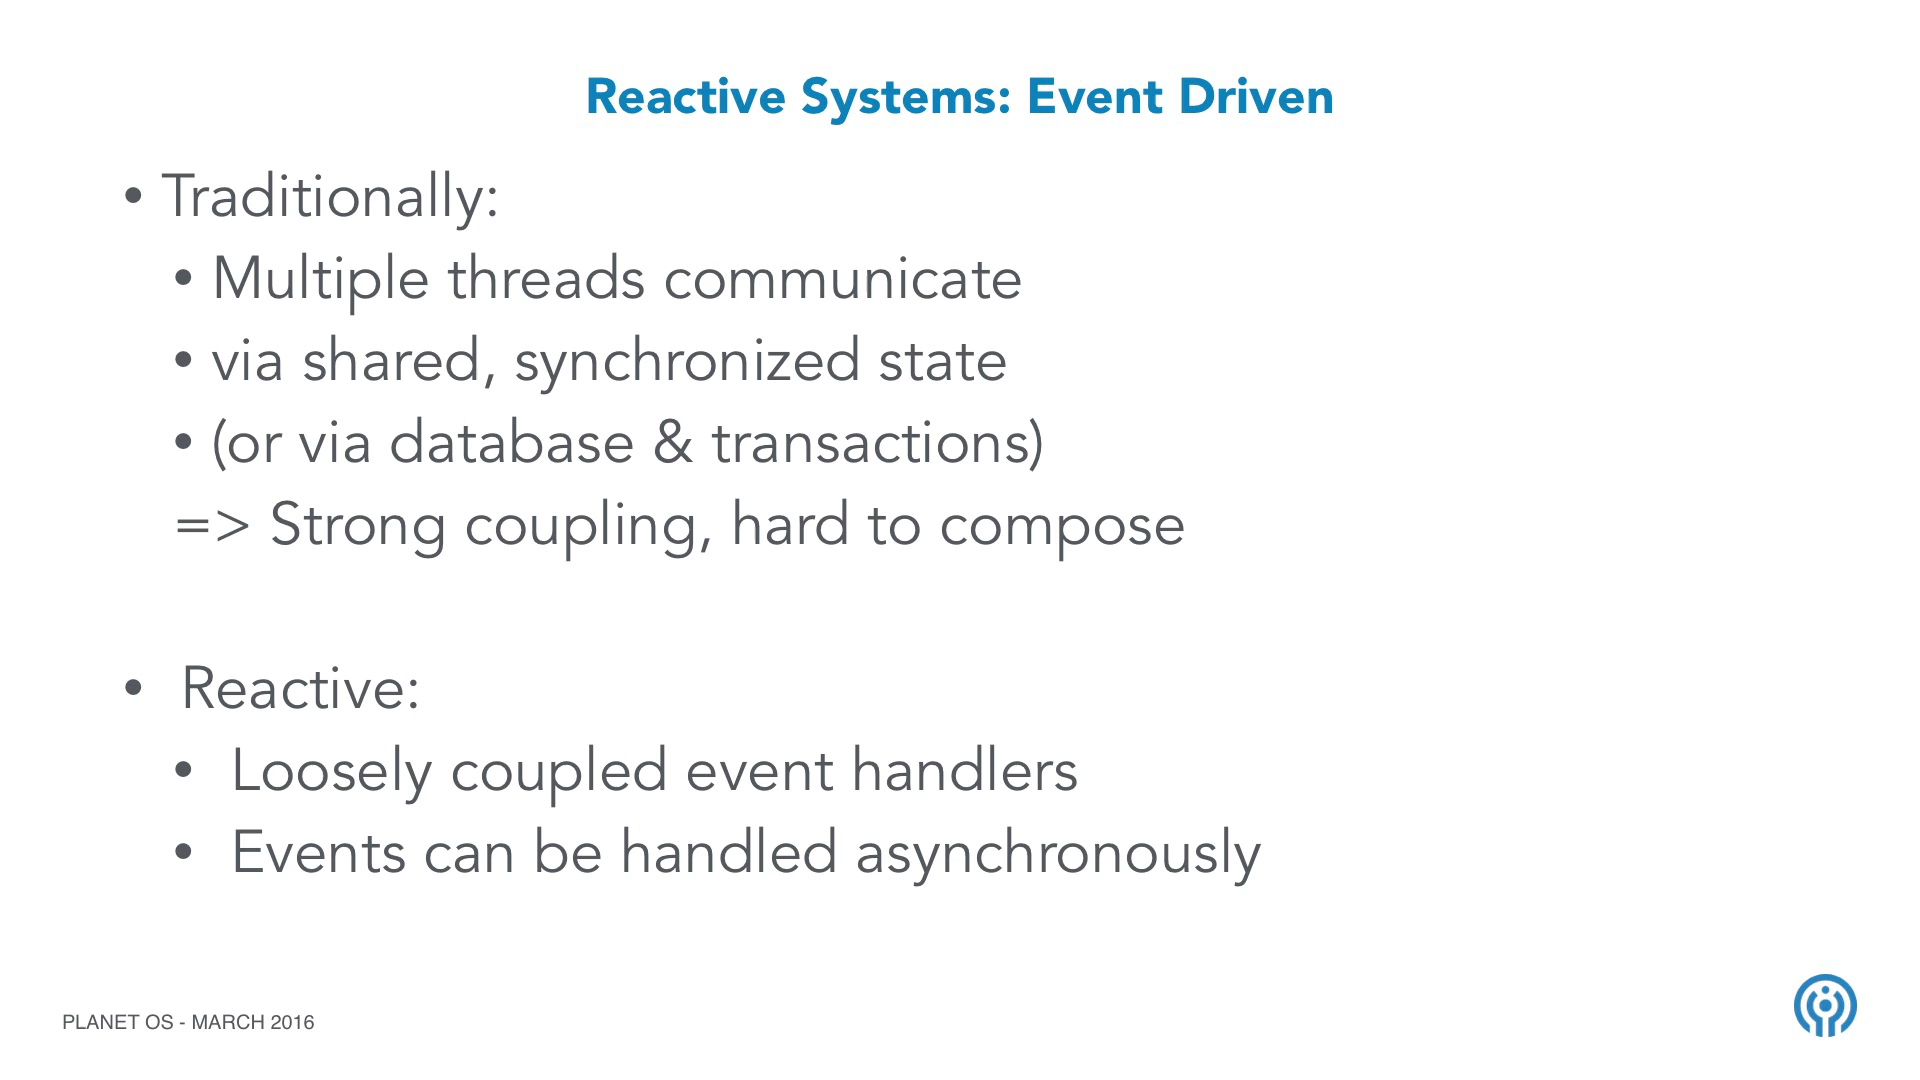 Reactive Systems: Event Driven
• Traditionally:
• Multiple threads communicate
• via shared, synchronized state
• (or via database & transactions)
=> Strong coupling, hard to compose
• Reactive:
• Loosely coupled event handlers
• Events can be handled asynchronously
PLANET OS - MARCH 2016